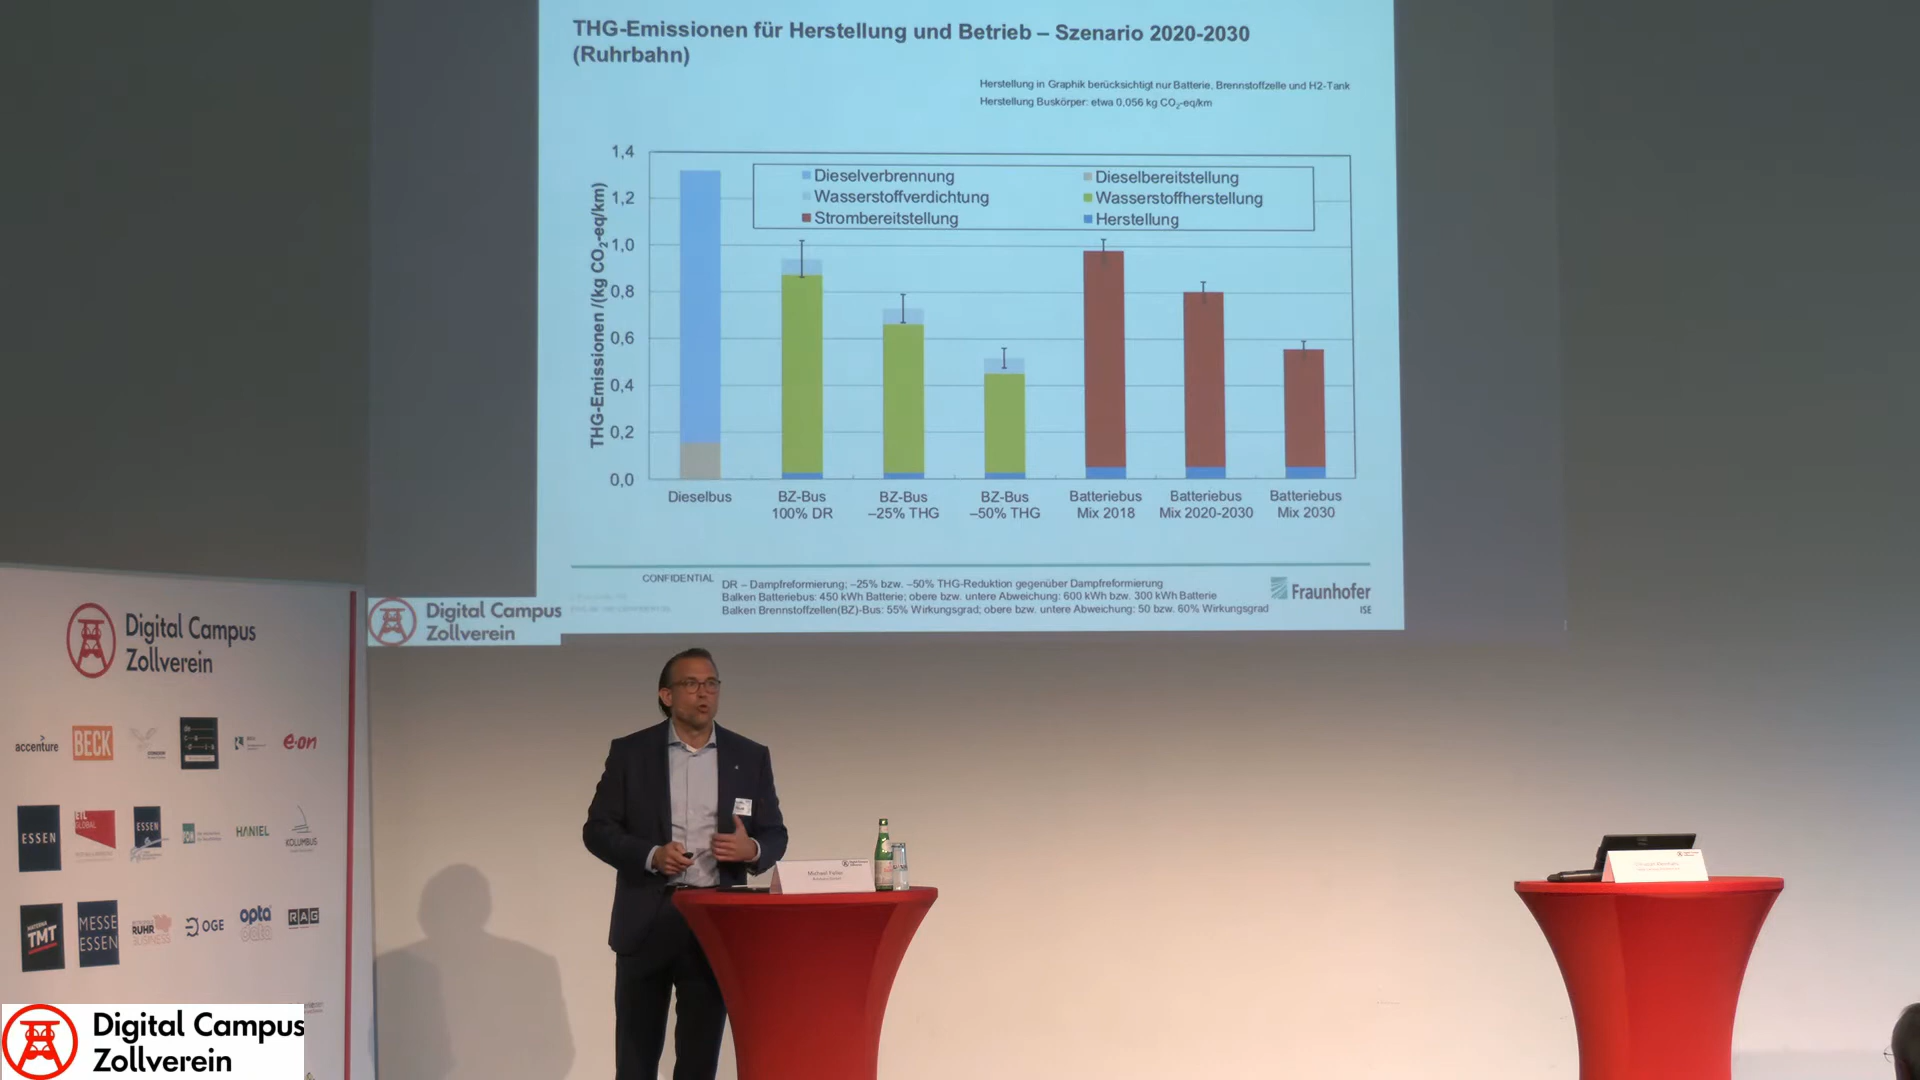 THG-Emissionen für Herstellung und Betrieb – Szenario 2020-2030
(Ruhrbahn)
Herstellung in Graphik berücksichtigt nur Batterie, Brennstoffzelle und H2-Tank
Herstellung Buskörper: etwa 0,056 kg CO2-eq/km
THG-Emissionen /(kg CO2-eq/km)
1,4
1,2
1,0
0,8
0,6
0,4
0,2
0,0
Dieselverbrennung
Dieselbereitstellung
Wasserstoffverdichtung
Wasserstoffherstellung
Strombereitstellung
Herstellung
Dieselbus
BZ-Bus
100% DR
BZ-Bus
–25% THG
BZ-Bus
–50% THG
Batteriebus
Mix 2018
Batteriebus
Mix 2020-2030
Batteriebus
Mix 2030
CONFIDENTIAL
DR – Dampfreformierung; –25% bzw. –50% THG-Reduktion gegenüber Dampfreformierung
Balken Batteriebus: 450 kWh Batterie; obere bzw. untere Abweichung: 600 kWh bzw. 300 kWh Batterie
Balken Brennstoffzellen(BZ)-Bus: 55% Wirkungsgrad; obere bzw. untere Abweichung: 50 bzw. 60% Wirkungsgrad
Fraunhofer
ISE
Digital Campus
Zollverein
Digital Campus
Zollverein
accenture
BECK
e·on
ESSEN
ETL
GLOBAL
ESSEN
HANIEL
KOLUMBUS
TMT
MESSE
ESSEN
RUHR
BUSINESS
OGE
opta
data
RAG
Digital Campus
Zollverein